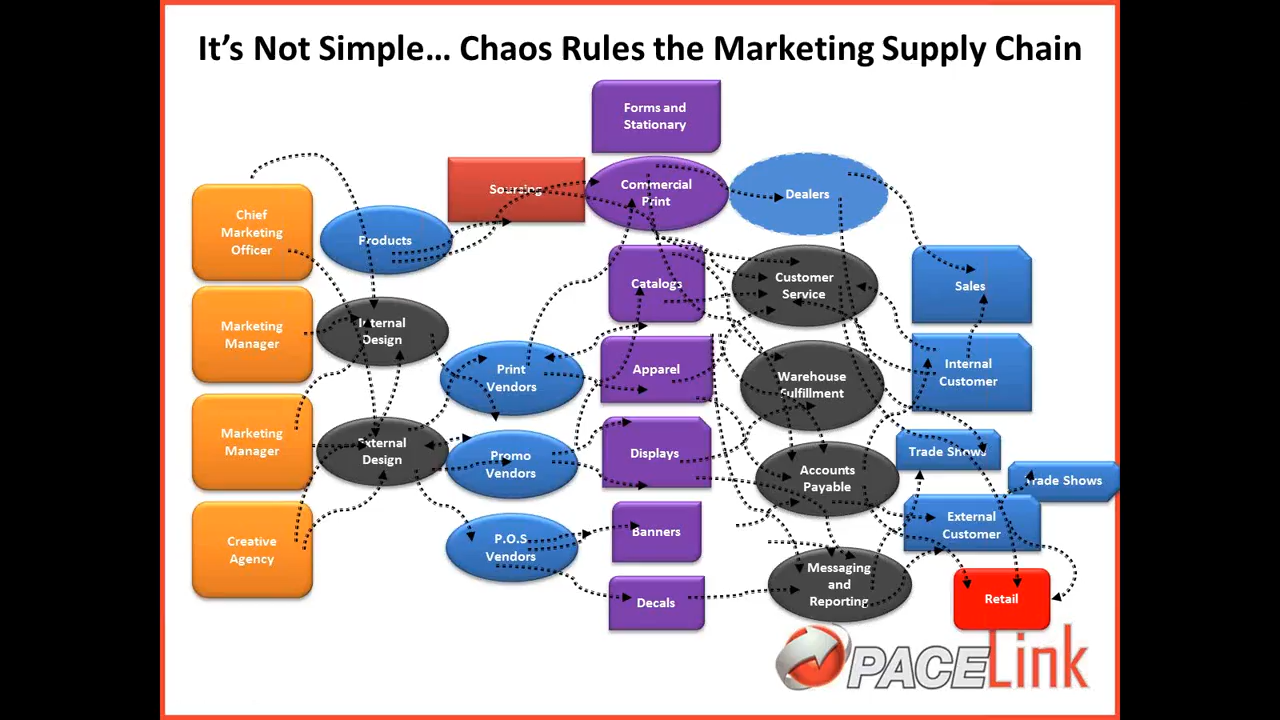 It's Not Simple... Chaos Rules the Marketing Supply Chain
Forms and
Stationary
Sourcing
Commercial
Print
Dealers
Chief
Marketing
Officer
Products
Catalogs
Customer
Service
Sales
Marketing
Manager
Internal
Design
Print
Vendors
Apparel
Warehouse
Fulfillment
Internal
Customer
Marketing
Manager
External
Design
Promo
Vendors
Displays
Accounts
Payable
Trade Shows
Trade Shows
Creative
Agency
P.O.S
Vendors
Banners
External
Customer
Messaging
and
Reporting
Decals
Retail
PACELink